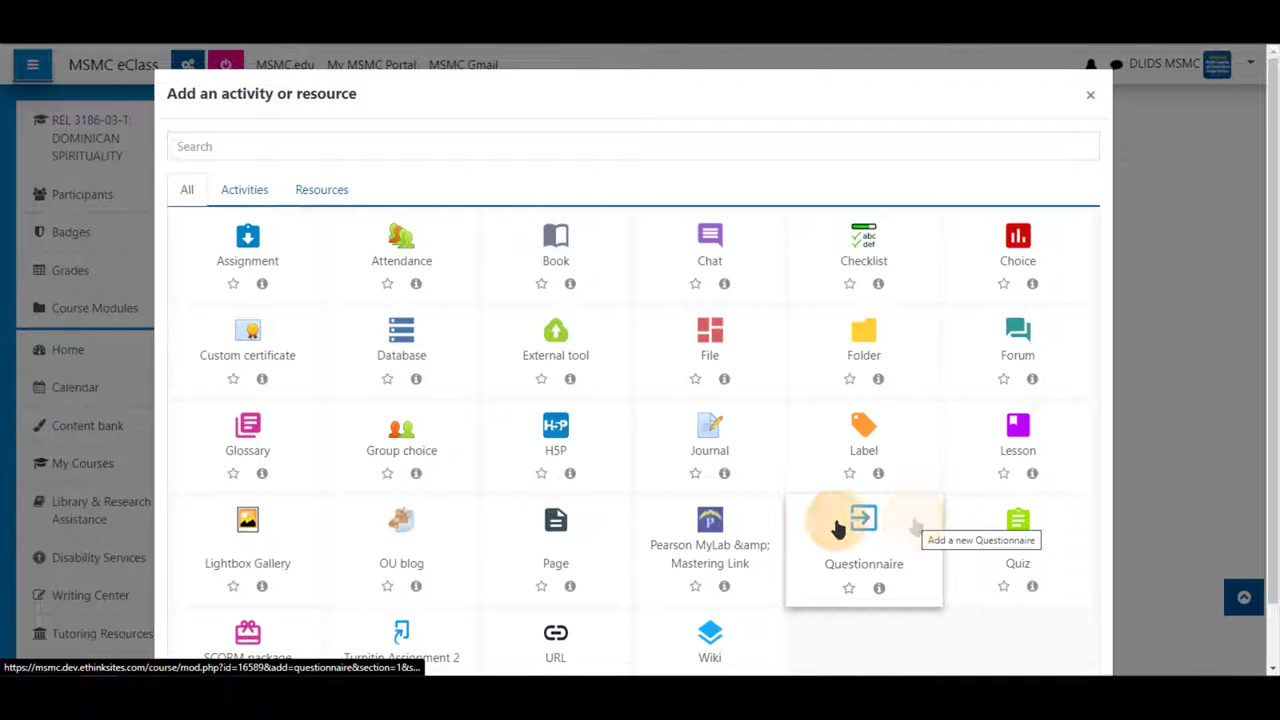 MSMC eClass
MSMC.edu
My MSMC Portal
MSMC Gmail
DLIDS MSMC
REL 3186-03-T:
DOMINICAN
SPIRITUALITY
Participants
Badges
Grades
Course Modules
Home
Calendar
Content bank
My Courses
Library & Research
Assistance
Disability Services
Writing Center
Tutoring Resources
Add an activity or resource
×
Search
All
Activities
Resources
Assignment
Attendance
Book
Chat
abc
def
Checklist
Choice
Custom certificate
Database
External tool
File
Folder
Forum
Glossary
Group choice
H5P
H5P
Journal
Label
Lesson
Lightbox Gallery
OU blog
Page
P
Pearson MyLab &amp;
Mastering Link
Questionnaire
Add a new Questionnaire
Quiz
SCORM package
Turnitin Assignment 2
URL
Wiki
https://msmc.dev.ethinksites.com/course/mod.php?id=16589&add=questionnaire&section=1&s...